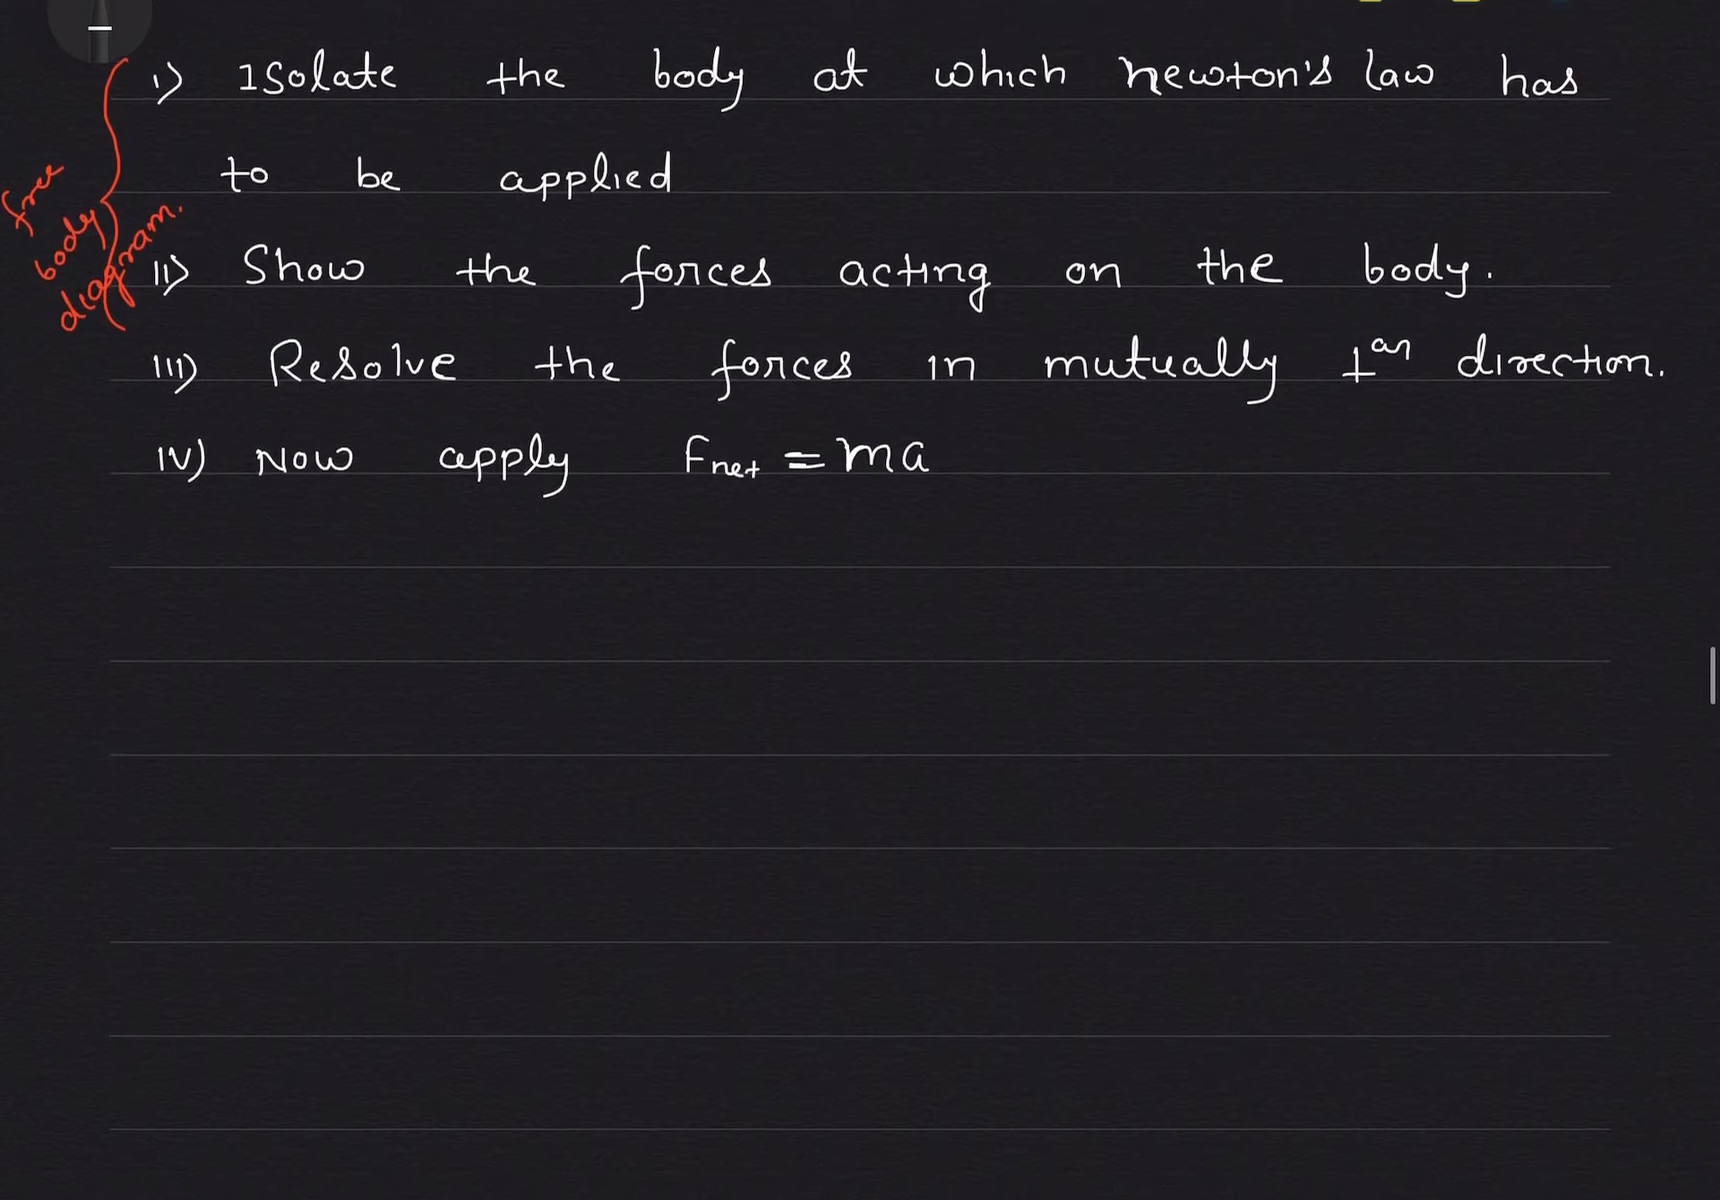 i) Isolate the body at which newton's law has
to be applied
free
body
diagram.
ii) Show the forces acting on the body.
iii) Resolve the forces in mutually ⊥ar direction.
iv) Now apply Fnet = ma